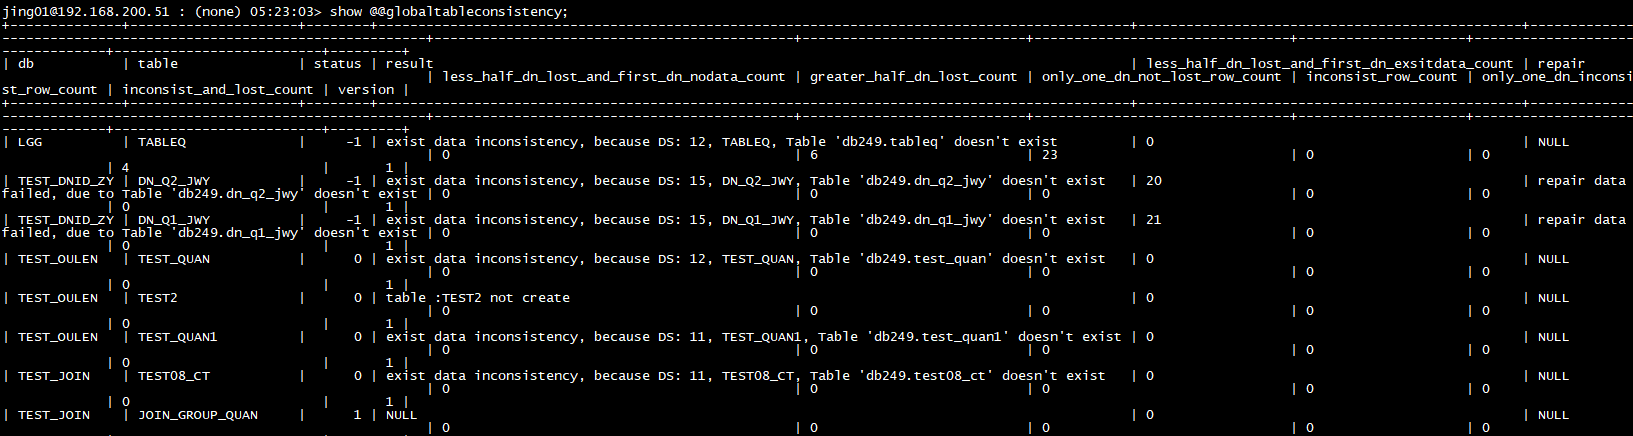 jing01@192.168.200.51 : (none) 05:23:03> show @@globaltableconsistency;
| db | table | status | result | less_half_dn_lost_and_first_dn_exsitdata_count | repair
| less_half_dn_lost_and_first_dn_nodata_count | greater_half_dn_lost_count | only_one_dn_not_lost_row_count | inconsist_row_count | only_one_dn_inconsi
st_row_count | inconsist_and_lost_count | version |
| LGG | TABLEQ | -1 | exist data inconsistency, because DS: 12, TABLEQ, Table 'db249.tableq' doesn't exist | 0 | NULL
| 0 | 6 | 23 | 0 | 0
| 4 | 1 |
| TEST_DNID_ZY | DN_Q2_JWY | -1 | exist data inconsistency, because DS: 15, DN_Q2_JWY, Table 'db249.dn_q2_jwy' doesn't exist | 20 | repair data
failed, due to Table 'db249.dn_q2_jwy' doesn't exist | 0 | 0 | 0 | 0 | 0
| 0 | 1 |
| TEST_DNID_ZY | DN_Q1_JWY | -1 | exist data inconsistency, because DS: 15, DN_Q1_JWY, Table 'db249.dn_q1_jwy' doesn't exist | 21 | repair data
failed, due to Table 'db249.dn_q1_jwy' doesn't exist | 0 | 0 | 0 | 0 | 0
| 0 | 1 |
| TEST_OULEN | TEST_QUAN | 0 | exist data inconsistency, because DS: 12, TEST_QUAN, Table 'db249.test_quan' doesn't exist | 0 | NULL
| 0 | 0 | 0 | 0 | 0
| 0 | 1 |
| TEST_OULEN | TEST2 | 0 | table :TEST2 not create | 0 | NULL
| 0 | 0 | 0 | 0 | 0
| 0 | 1 |
| TEST_OULEN | TEST_QUAN1 | 0 | exist data inconsistency, because DS: 11, TEST_QUAN1, Table 'db249.test_quan1' doesn't exist | 0 | NULL
| 0 | 0 | 0 | 0 | 0
| 0 | 1 |
| TEST_JOIN | TEST08_CT | 0 | exist data inconsistency, because DS: 11, TEST08_CT, Table 'db249.test08_ct' doesn't exist | 0 | NULL
| 0 | 0 | 0 | 0 | 0
| 0 | 1 |
| TEST_JOIN | JOIN_GROUP_QUAN | 1 | NULL | 0 | NULL
| 0 | 0 | 0 | 0 | 0